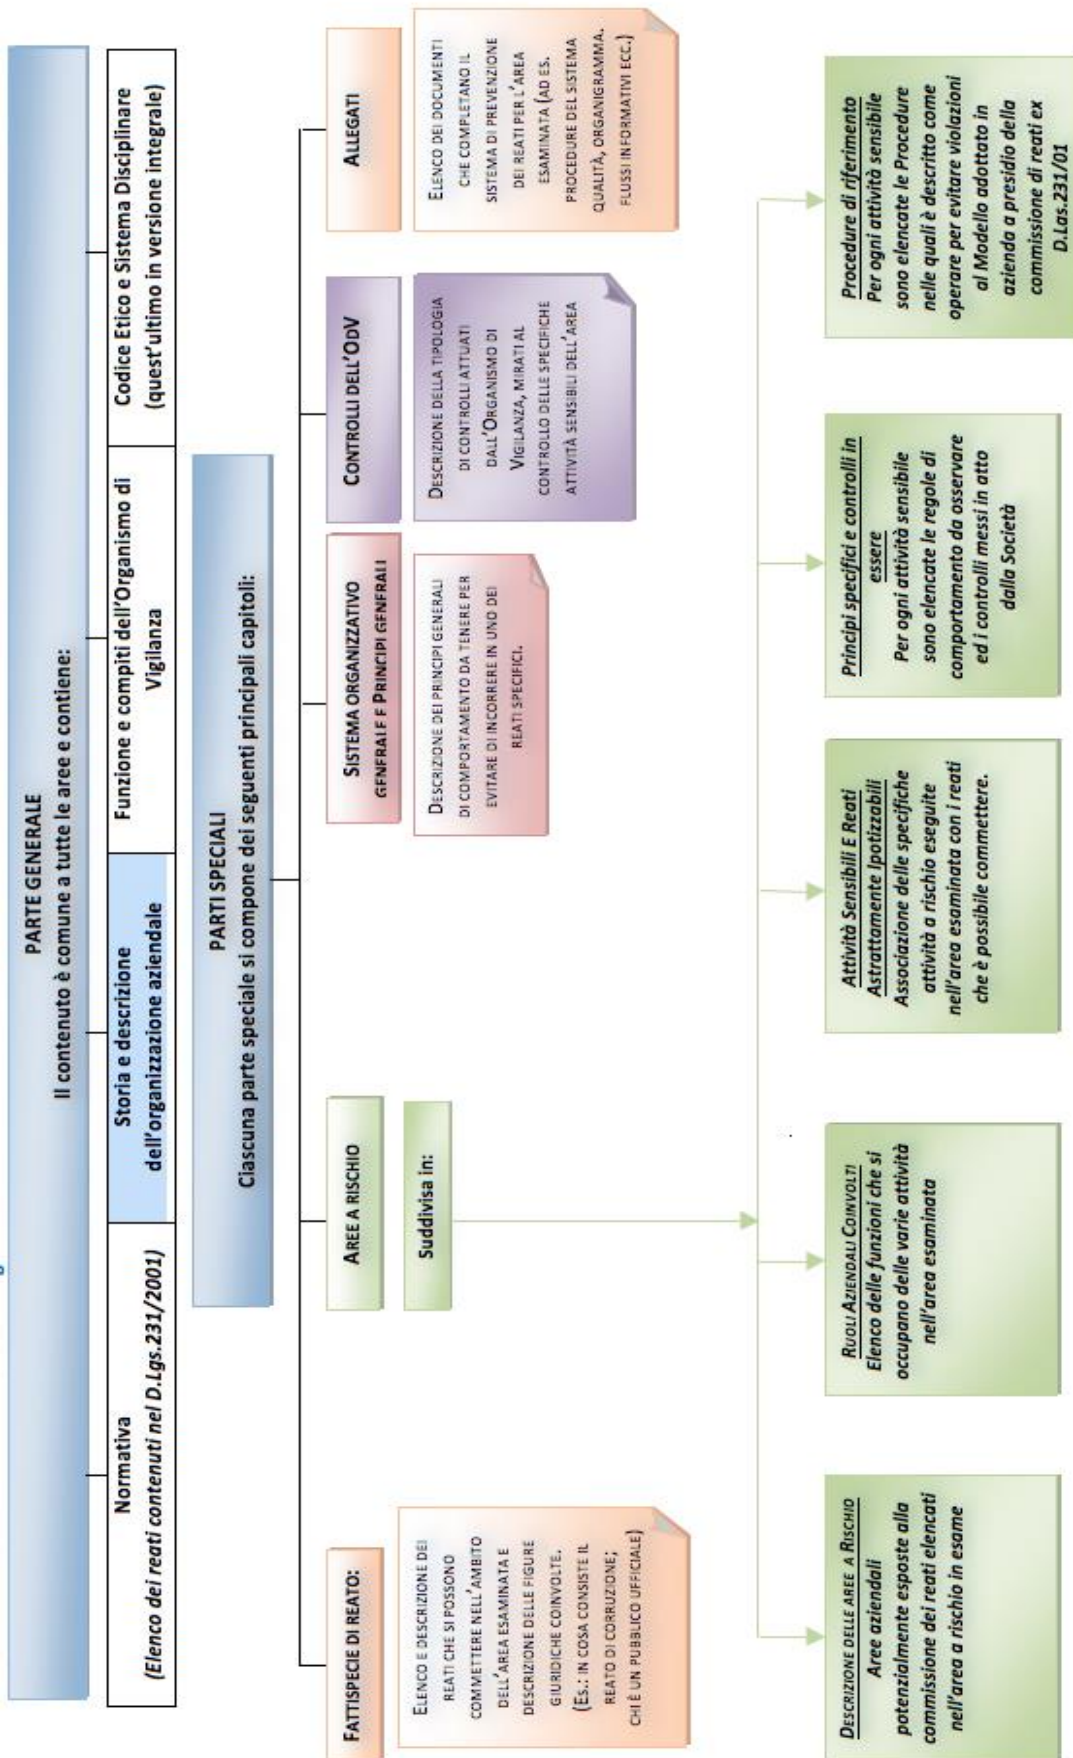 PARTE GENERALE
Il contenuto è comune a tutte le aree e contiene:
Normativa
(Elenco dei reati contenuti nel D.Lgs.231/2001)
Storia e descrizione
dell'organizzazione aziendale
Funzione e compiti dell'Organismo di
Vigilanza
Codice Etico e Sistema Disciplinare
(quest'ultimo in versione integrale)
PARTI SPECIALI
Ciascuna parte speciale si compone dei seguenti principali capitoli:
FATTISPECIE DI REATO:
ELENCO E DESCRIZIONE DEI
REATI CHE SI POSSONO
COMMETTERE NELL'AMBITO
DELL'AREA ESAMINATA E
DESCRIZIONE DELLE FIGURE
GIURIDICHE COINVOLTE.
(ES.: IN COSA CONSISTE IL
REATO DI CORRUZIONE;
CHI È UN PUBBLICO UFFICIALE)
AREE A RISCHIO
Suddivisa in:
SISTEMA ORGANIZZATIVO
GENERALE E PRINCIPI GENERALI
DESCRIZIONE DEI PRINCIPI GENERALI
DI COMPORTAMENTO DA TENERE PER
EVITARE DI INCORRERE IN UNO DEI
REATI SPECIFICI.
CONTROLLI DELL'ODV
DESCRIZIONE DELLA TIPOLOGIA
DI CONTROLLI ATTUATI
DALL'ORGANISMO DI
VIGILANZA, MIRATI AL
CONTROLLO DELLE SPECIFICHE
ATTIVITÀ SENSIBILI DELL'AREA
ALLEGATI
ELENCO DEI DOCUMENTI
CHE COMPLETANO IL
SISTEMA DI PREVENZIONE
DEI REATI PER L'AREA
ESAMINATA (AD ES.
PROCEDURE DEL SISTEMA
QUALITÀ, ORGANIGRAMMA.
FLUSSI INFORMATIVI ECC.)
DESCRIZIONE DELLE AREE A RISCHIO
Aree aziendali
potenzialmente esposte alla
commissione dei reati elencati
nell'area a rischio in esame
RUOLI AZIENDALI COINVOLTI
Elenco delle funzioni che si
occupano delle varie attività
nell'area esaminata
Attività Sensibili E Reati
Astrattamente Ipotizzabili
Associazione delle specifiche
attività a rischio eseguite
nell'area esaminata con i reati
che è possibile commettere.
Principi specifici e controlli in
essere
Per ogni attività sensibile
sono elencate le regole di
comportamento da osservare
ed i controlli messi in atto
dalla Società
Procedure di riferimento
Per ogni attività sensibile
sono elencate le Procedure
nelle quali è descritto come
operare per evitare violazioni
al Modello adottato in
azienda a presidio della
commissione di reati ex
D.Lgs.231/01